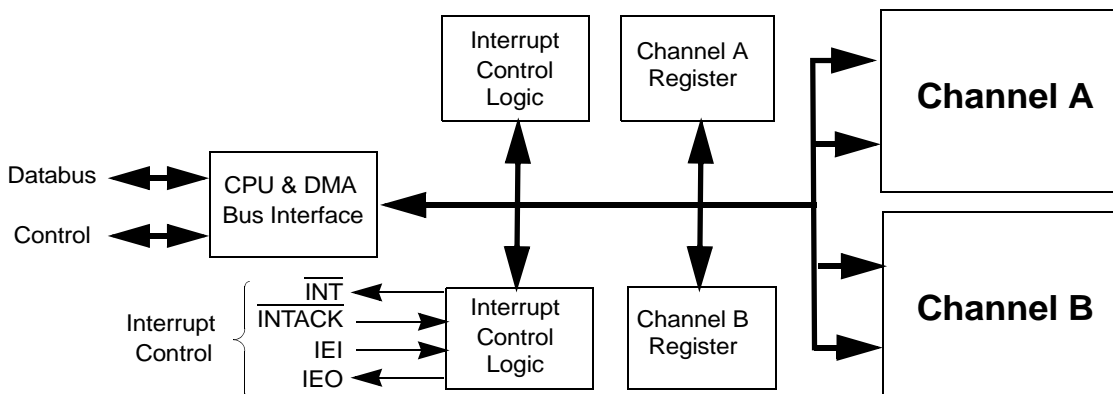 Interrupt
Control
Logic
Channel A
Register
Channel A
Databus
Control
CPU & DMA
Bus Interface
Interrupt
Control
INT
INTACK
IEI
IEO
Interrupt
Control
Logic
Channel B
Register
Channel B